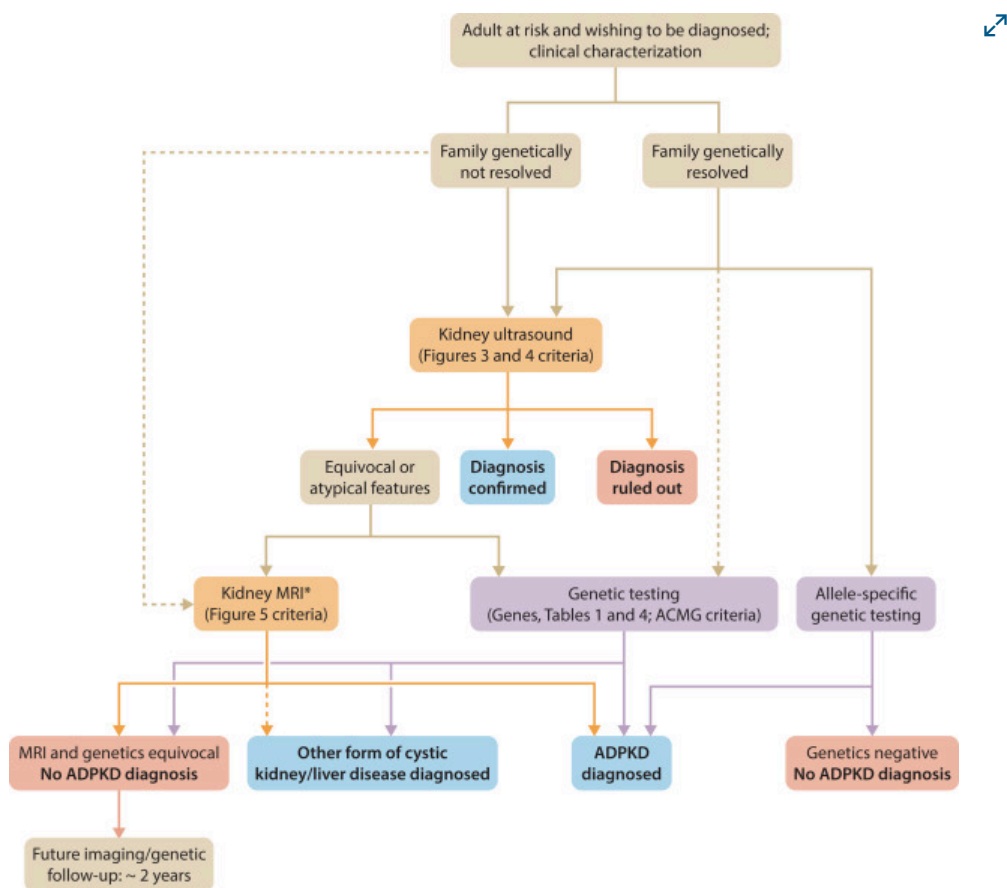 Adult at risk and wishing to be diagnosed;
clinical characterization
Family genetically
not resolved
Family genetically
resolved
Kidney ultrasound
(Figures 3 and 4 criteria)
Equivocal or
atypical features
Diagnosis
confirmed
Diagnosis
ruled out
Kidney MRI*
(Figure 5 criteria)
Genetic testing
(Genes, Tables 1 and 4; ACMG criteria)
Allele-specific
genetic testing
MRI and genetics equivocal
No ADPKD diagnosis
Other form of cystic
kidney/liver disease diagnosed
ADPKD
diagnosed
Genetics negative
No ADPKD diagnosis
Future imaging/genetic
follow-up: ~ 2 years